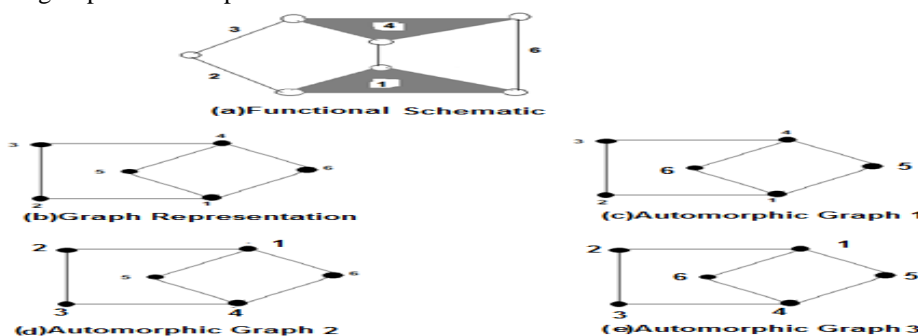 4
3
6
2
1
(a)Functional Schematic
3 4 3 4
5 6 6 5
2 1 2 1
(b)Graph Representation (c)Automorphic Graph 1
2 1 2 1
5 6 6 5
3 4 3 4
(d)Automorphic Graph 2 (e)Automorphic Graph 3